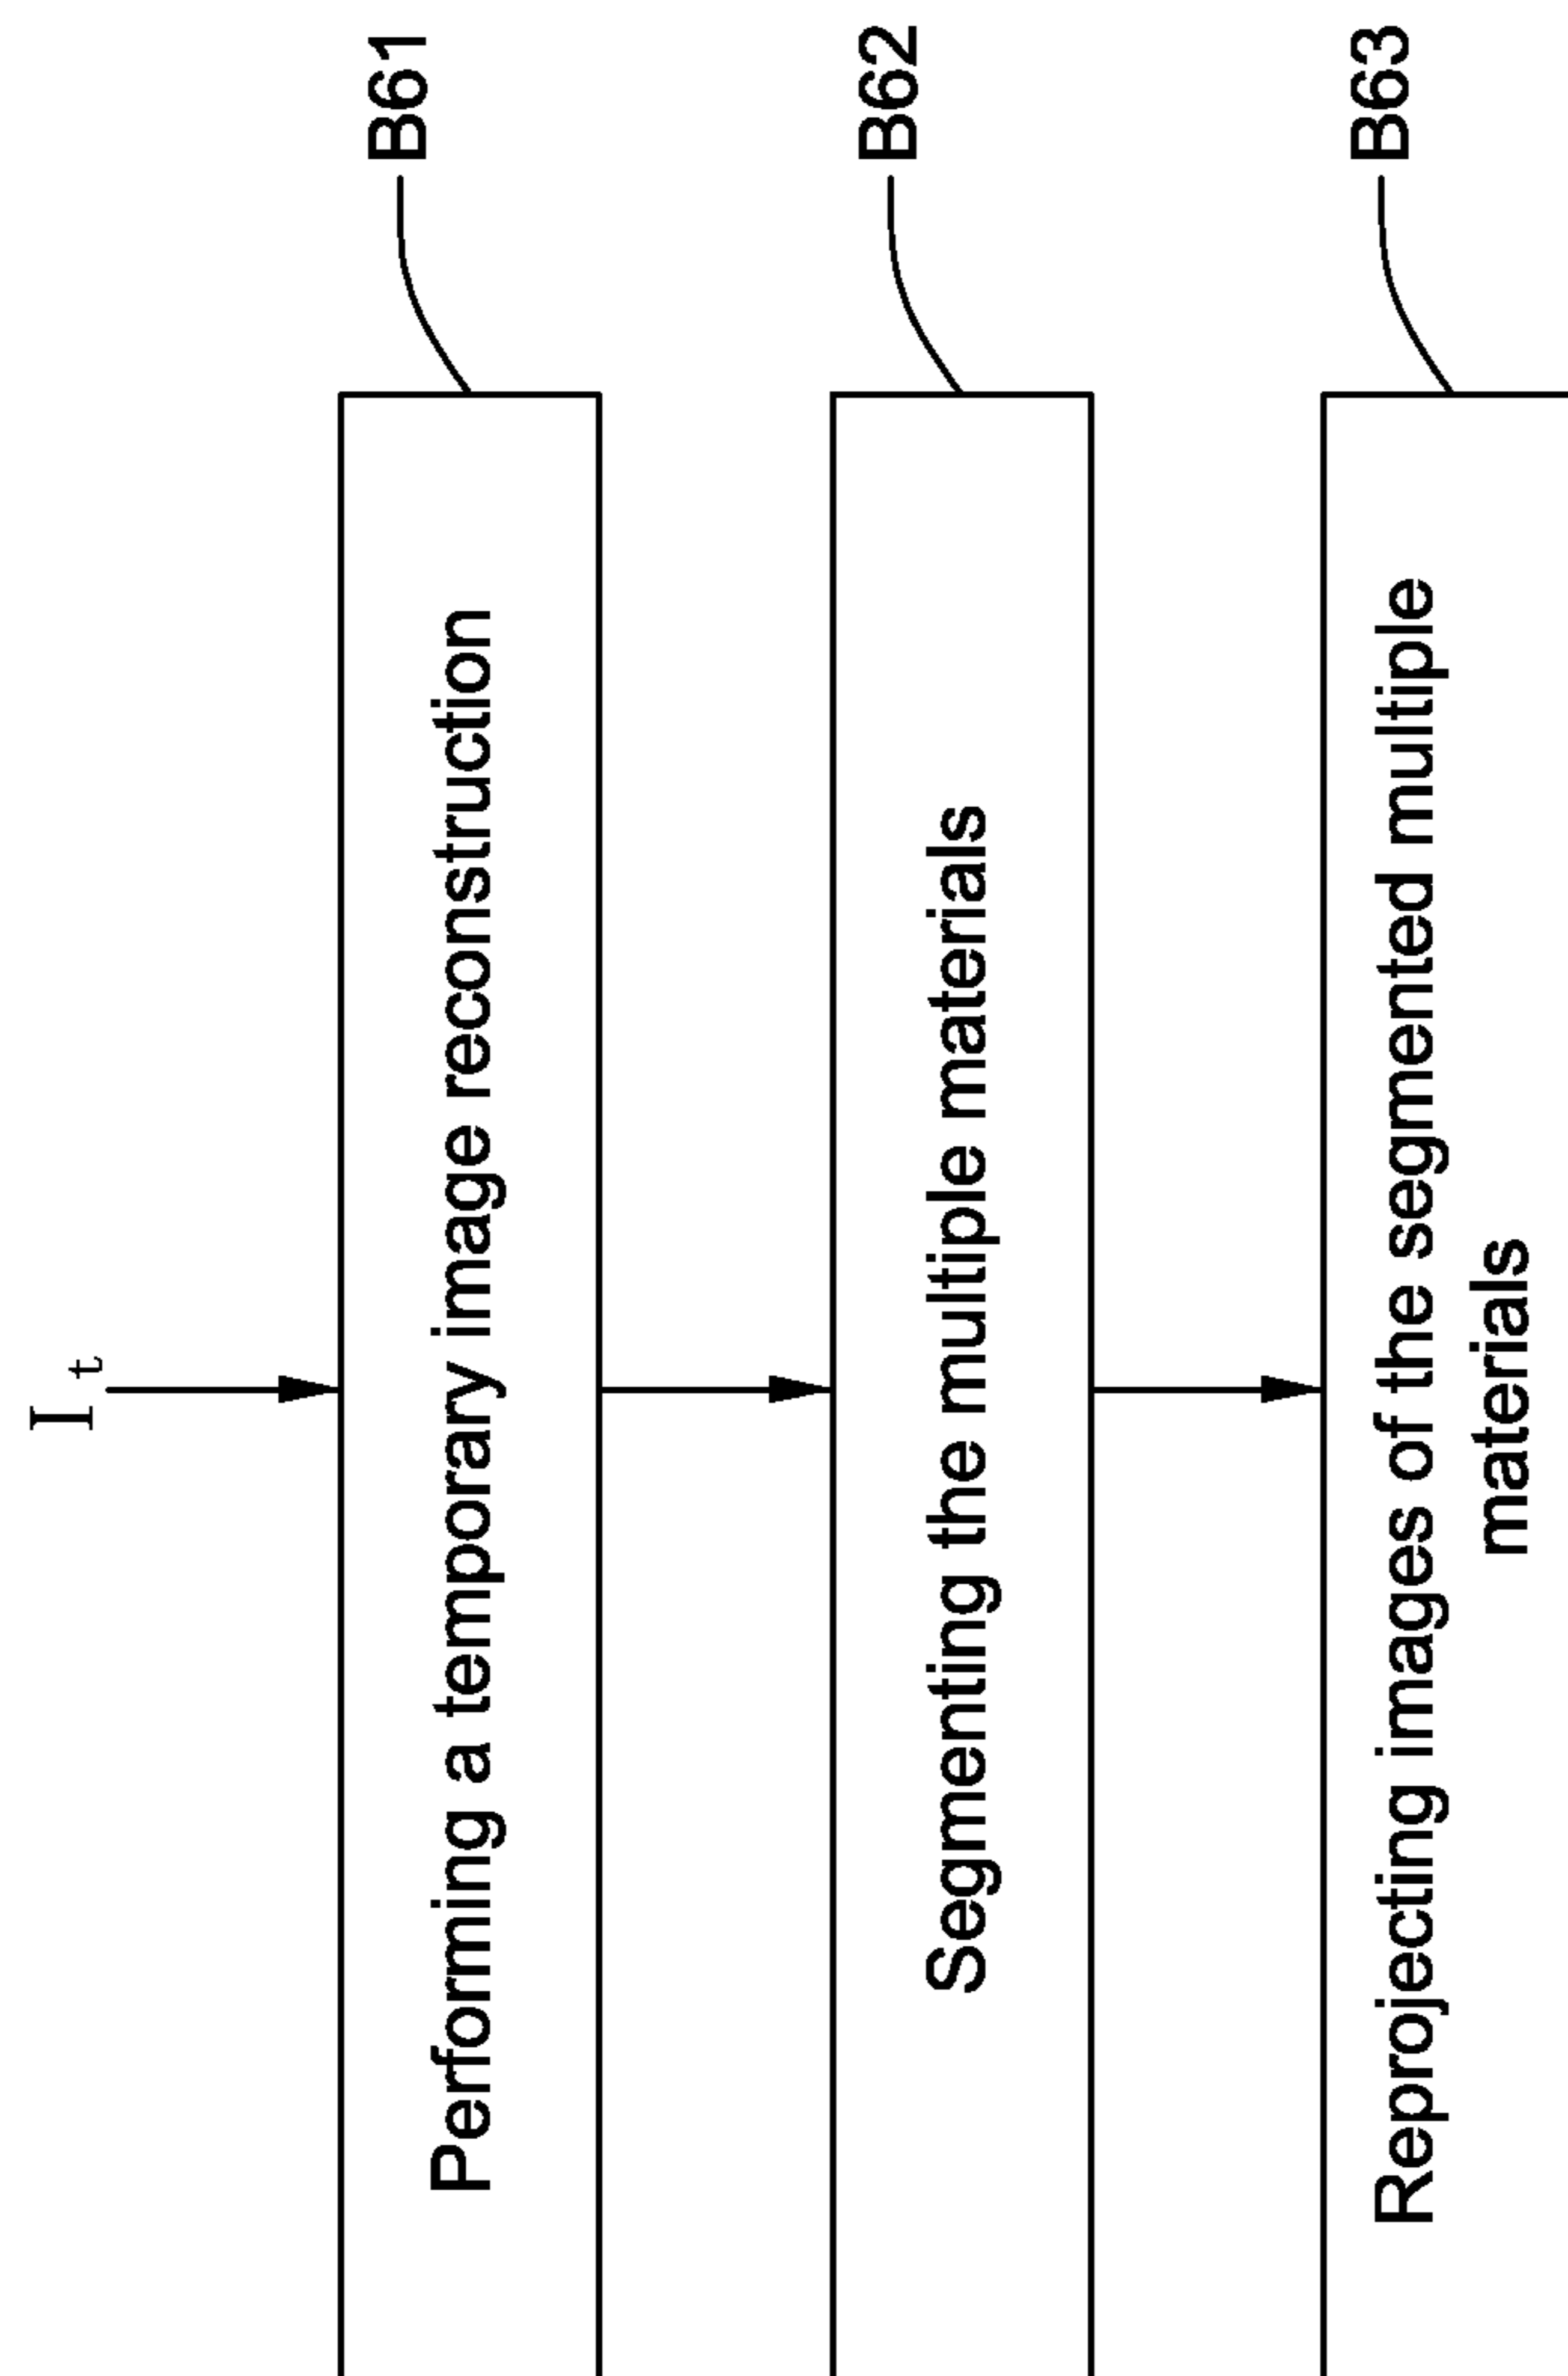 I t
B61
Performing a temporary image reconstruction
B62
Segmenting the multiple materials
B63
Reprojecting images of the segmented multiple
materials